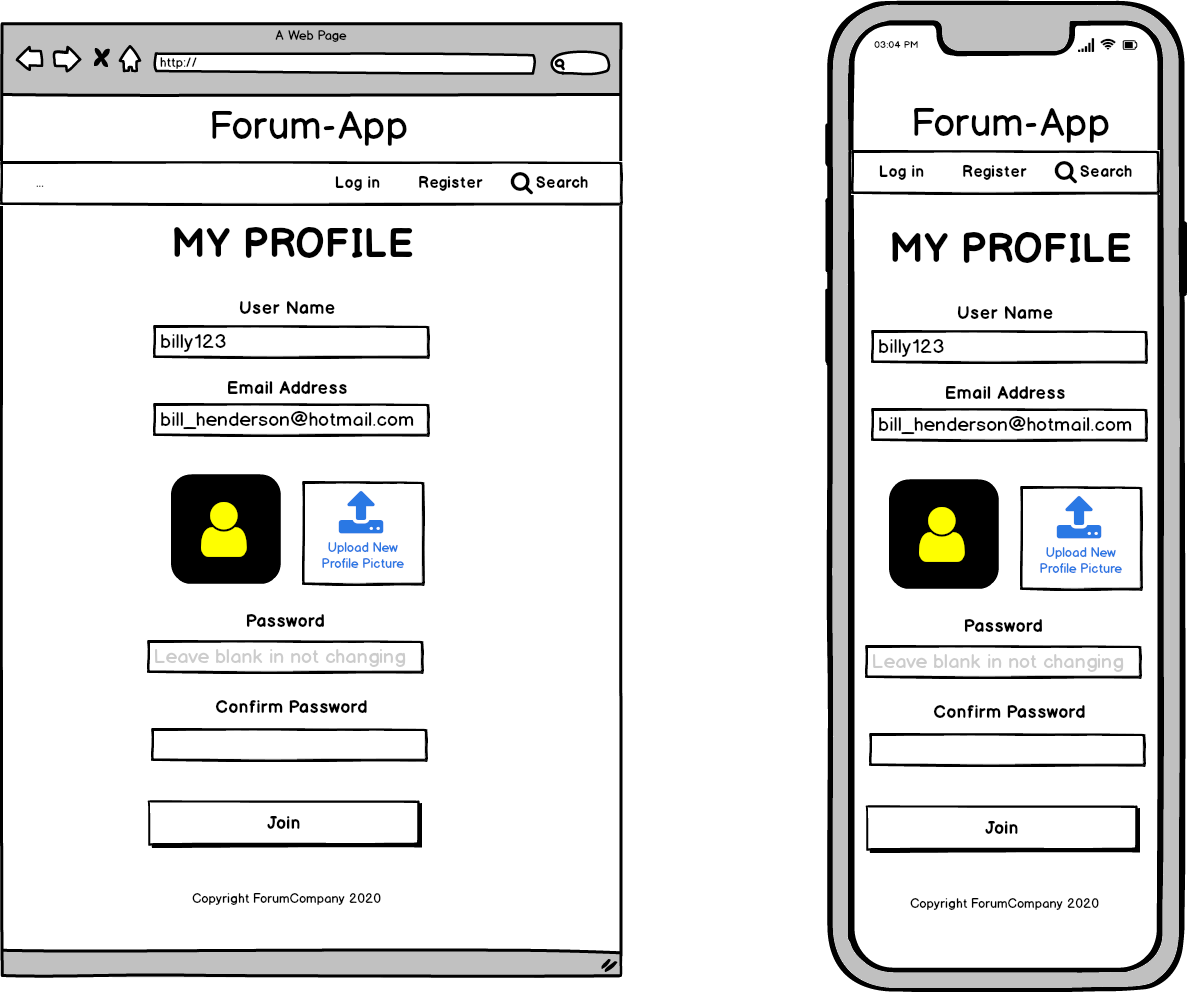 A Web Page
http://
Forum-App
... Log in Register Search
MY PROFILE
User Name
billy123
Email Address
bill_henderson@hotmail.com
Upload New
Profile Picture
Password
Leave blank in not changing
Confirm Password
Join
Copyright ForumCompany 2020
03:04 PM
Forum-App
Log in Register Search
MY PROFILE
User Name
billy123
Email Address
bill_henderson@hotmail.com
Upload New
Profile Picture
Password
Leave blank in not changing
Confirm Password
Join
Copyright ForumCompany 2020